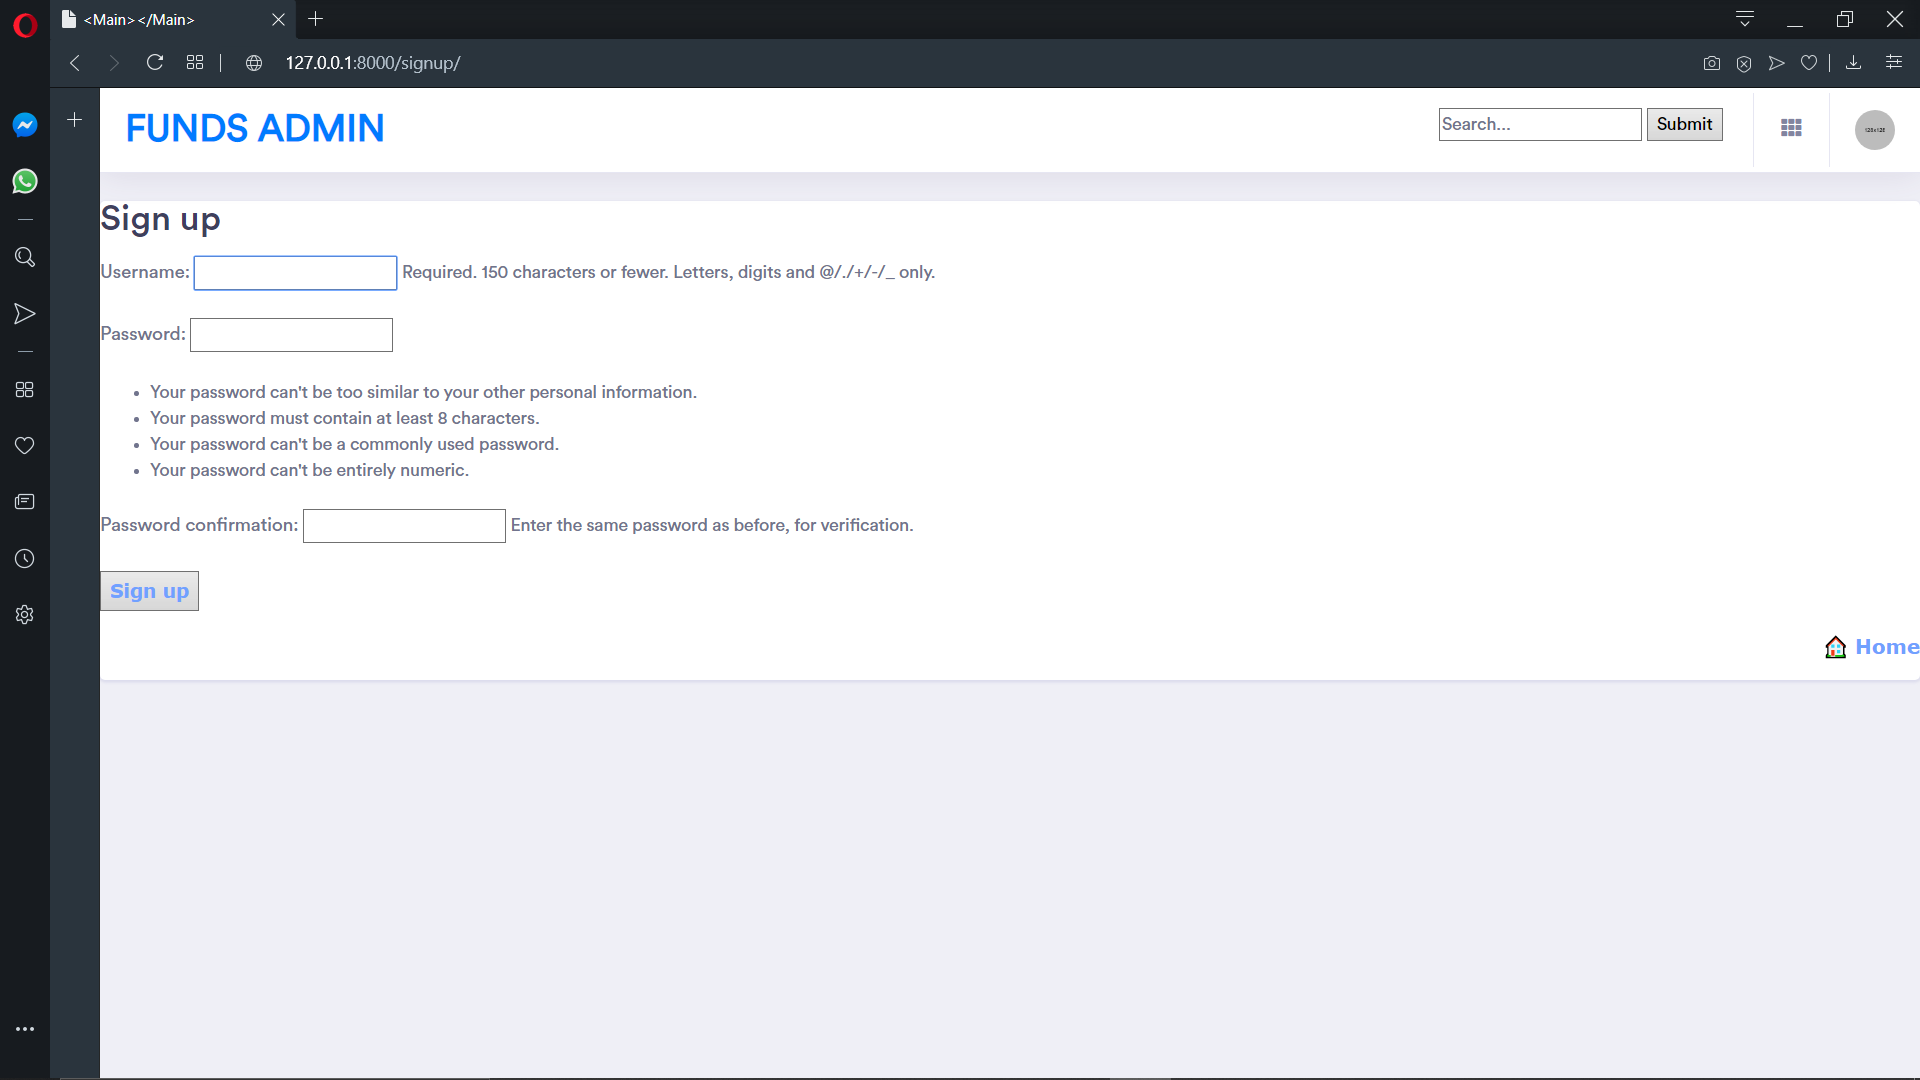 <Main></Main>
127.0.0.1:8000/signup/
FUNDS ADMIN
Search...
Submit
128x128
Sign up
Username:
Required. 150 characters or fewer. Letters, digits and @/./+/-/_ only.
Password:
Your password can't be too similar to your other personal information.
Your password must contain at least 8 characters.
Your password can't be a commonly used password.
Your password can't be entirely numeric.
Password confirmation:
Enter the same password as before, for verification.
Sign up
Home